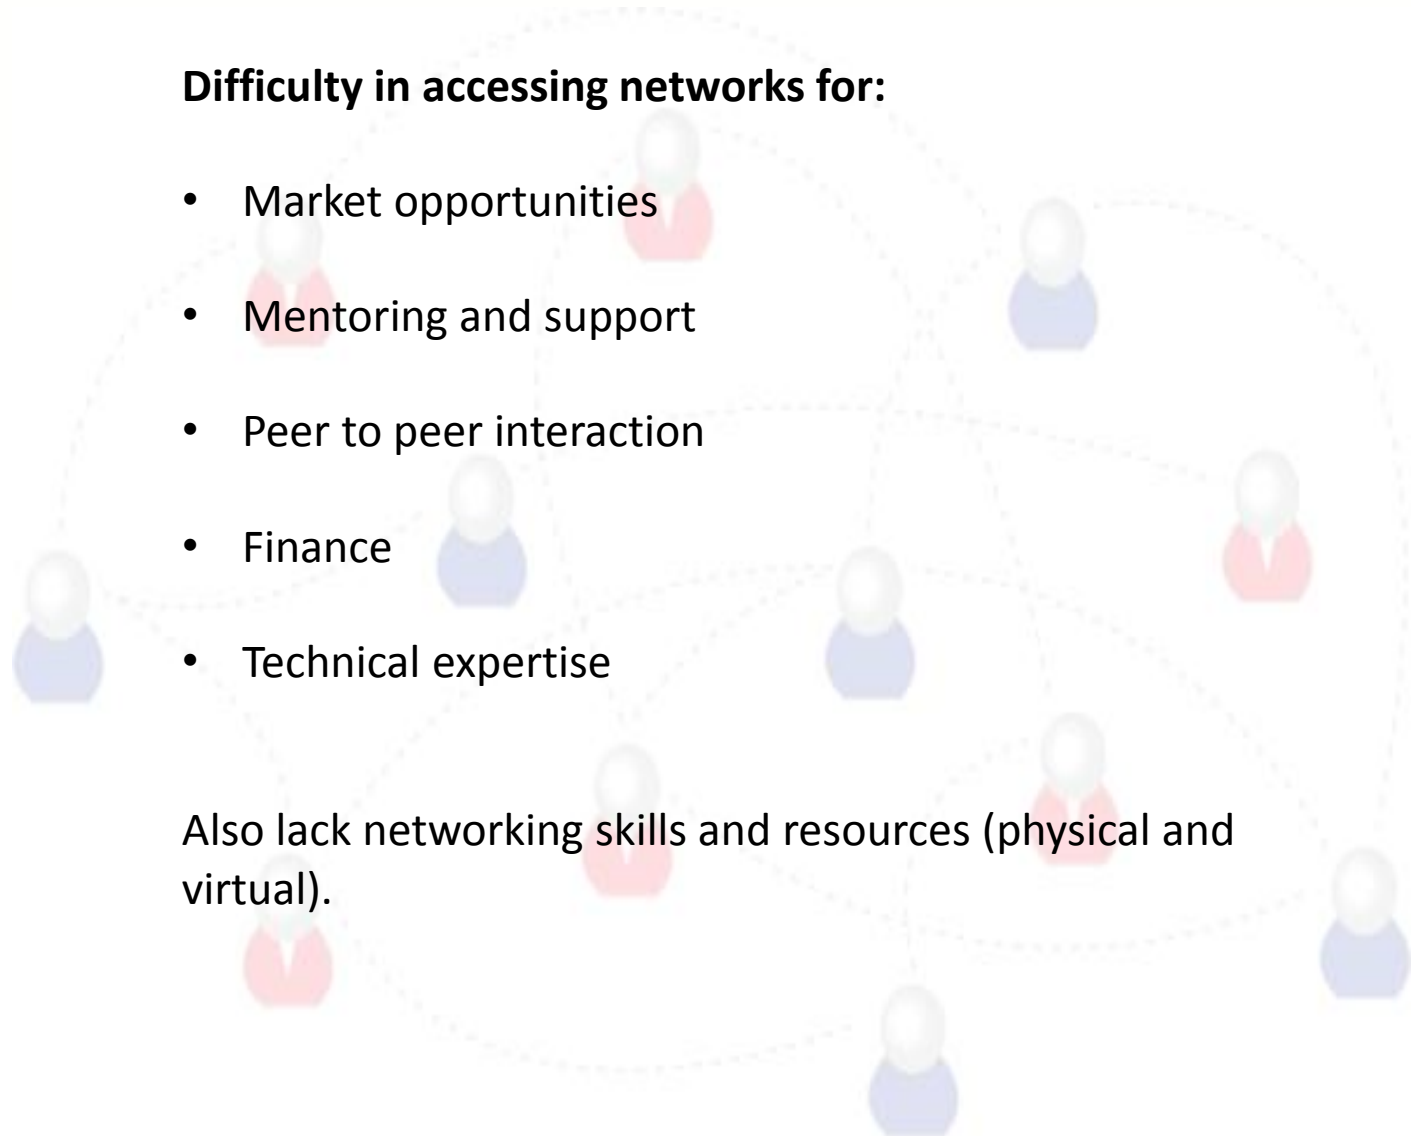 Difficulty in accessing networks for:
• Market opportunities
• Mentoring and support
• Peer to peer interaction
• Finance
• Technical expertise
Also lack networking skills and resources (physical and
virtual).